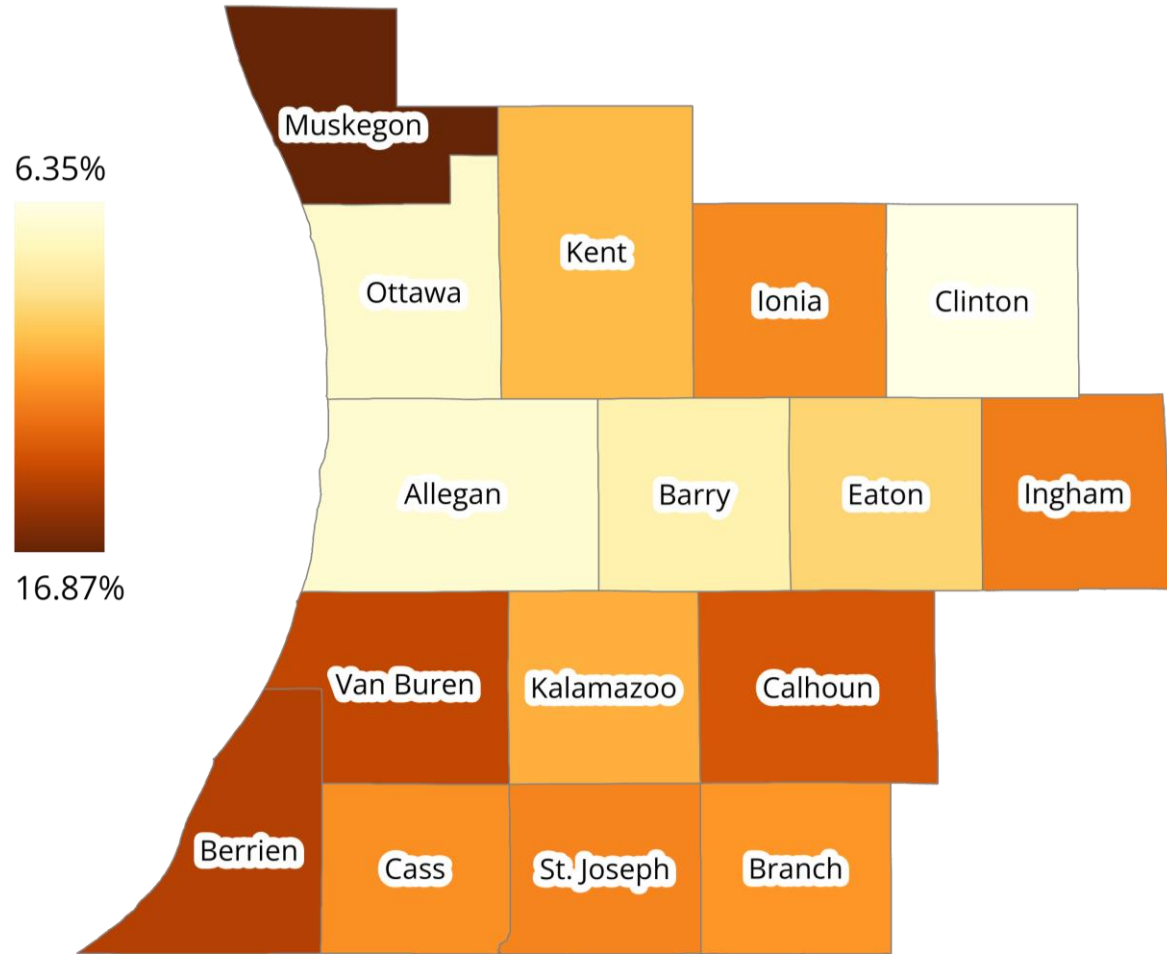 Muskegon
6.35%
Kent
Ottawa
Ionia
Clinton
Allegan
Barry
Eaton
Ingham
16.87%
Van Buren
Kalamazoo
Calhoun
Berrien
Cass
St. Joseph
Branch